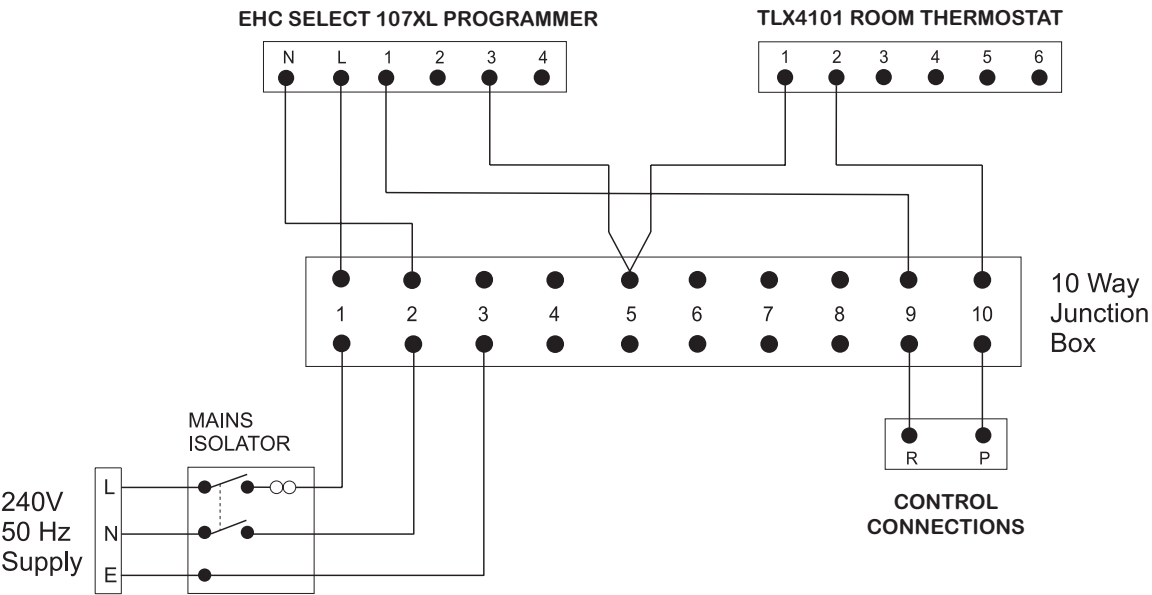 EHC SELECT 107XL PROGRAMMER
TLX4101 ROOM THERMOSTAT
N L 1 2 3 4
1 2 3 4 5 6
1 2 3 4 5 6 7 8 9 10
10 Way
Junction
Box
MAINS
ISOLATOR
240V
50 Hz
Supply
L
N
E
R P
CONTROL
CONNECTIONS